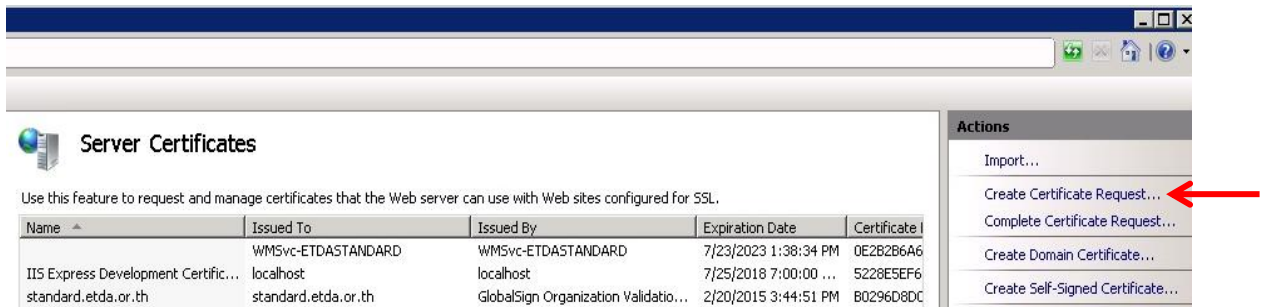 Server Certificates
Use this feature to request and manage certificates that the Web server can use with Web sites configured for SSL.
Name Issued To Issued By Expiration Date Certificate
WMSvc-ETDASTANDARD WMSvc-ETDASTANDARD 7/23/2023 1:38:34 PM 0E2B2B6A6
IIS Express Development Certific... localhost localhost 7/25/2018 7:00:00 ... 5228E5EF6
standard.etda.or.th standard.etda.or.th GlobalSign Organization Validatio... 2/20/2015 3:44:51 PM B0296D8DC
Actions
Import...
Create Certificate Request...
Complete Certificate Request...
Create Domain Certificate...
Create Self-Signed Certificate...